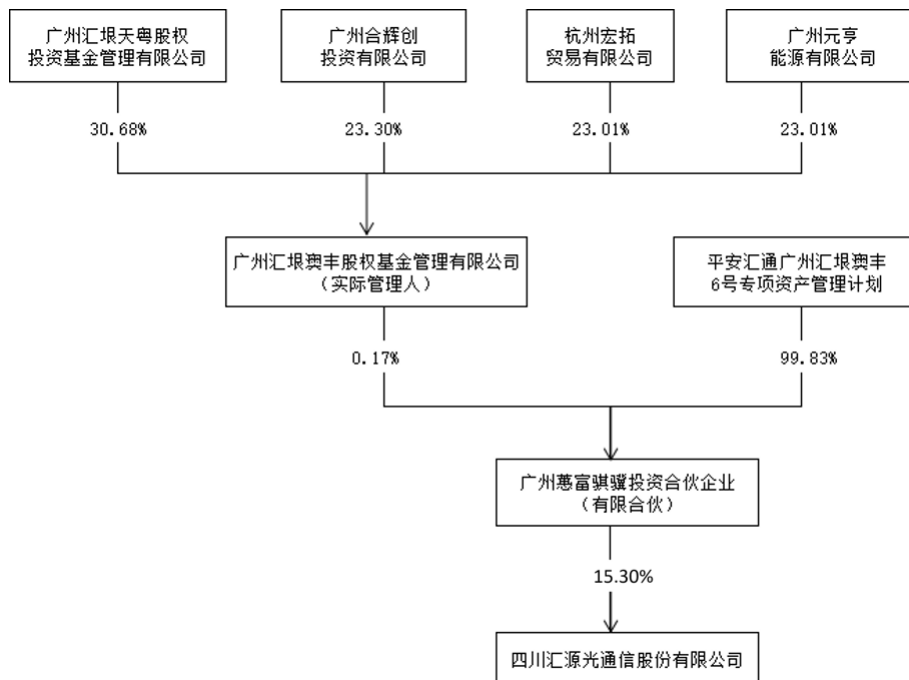 广州汇垠天粤股权
投资基金管理有限公司
广州合辉创
投资有限公司
杭州宏拓
贸易有限公司
广州元亨
能源有限公司
30.68%
23.30%
23.01%
23.01%
广州汇垠澳丰股权基金管理有限公司
（实际管理人）
平安汇通广州汇垠澳丰
6号专项资产管理计划
0.17%
99.83%
广州蕙富骐骥投资合伙企业
（有限合伙）
15.30%
四川汇源光通信股份有限公司